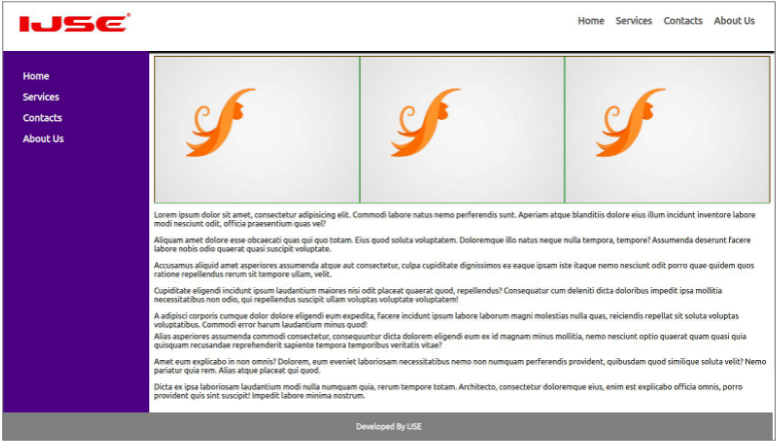 IJSE®
Home Services Contacts About Us
Home
Services
Contacts
About Us
Lorem ipsum dolor sit amet, consectetur adipisicing elit. Commodi labore natus nemo perferendis sunt. Aperiam atque blanditiis dolore eius illum incidunt inventore labore
modi nesciunt odit, officia praesentium quas vel?
Aliquam amet dolore esse obcaecati quas qui quo totam. Eius quod soluta voluptatem. Doloremque illo natus neque nulla tempora, tempore? Assumenda deserunt facere
labore nobis odio quaerat quasi suscipit voluptate.
Accusamus aliquid amet asperiores assumenda atque aut consectetur, culpa cupiditate dignissimos ea eaque ipsam iste itaque nemo nesciunt odit porro quae quidem quos
ratione repellendus rerum sit tempore ullam, velit.
Cupiditate eligendi incidunt ipsum laudantium maiores nisi odit placeat quaerat quod, repellendus? Consequatur cum deleniti dicta doloribus impedit ipsa mollitia
necessitatibus non odio, qui repellendus suscipit ullam voluptas voluptate voluptatem!
A adipisci corporis cumque dolor dolore eligendi eum expedita, facere incidunt ipsum labore laborum magni molestias nulla quas, reiciendis repellat sit soluta voluptas
voluptatibus. Commodi error harum laudantium minus quod!
Alias asperiores assumenda commodi consectetur, consequuntur dicta dolorem eligendi eum ex id magnam minus mollitia, nemo nesciunt optio quaerat quam quasi quia
quisquam recusandae reprehenderit sapiente tempora temporibus veritatis vitae?
Amet eum explicabo in non omnis? Dolorem, eum eveniet laboriosam necessitatibus nemo non numquam perferendis provident, quibusdam quod similique soluta velit? Nemo
pariatur quia rem. Alias atque placeat qui quod.
Dicta ex ipsa laboriosam laudantium modi nulla numquam quia, rerum tempore totam. Architecto, consectetur doloremque eius, enim est explicabo officia omnis, porro
provident quis sint suscipit! Impedit labore minima nostrum.
Developed By IJSE